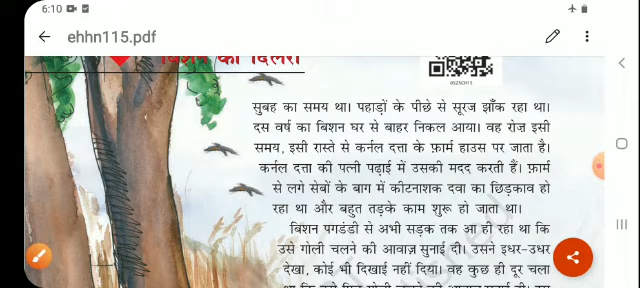 6:10
ehhn115.pdf
बिशन की दिलेरी
0525CH11
सुबह का समय था। पहाड़ों के पीछे से सूरज झाँक रहा था।
दस वर्ष का बिशन घर से बाहर निकल आया। वह रोज़ इसी
समय, इसी रास्ते से कर्नल दत्ता के फ़ार्म हाउस पर जाता है।
कर्नल दत्ता की पत्नी पढ़ाई में उसकी मदद करती हैं। फ़ार्म
से लगे सेबों के बाग में कीटनाशक दवा का छिड़काव हो
रहा था और बहुत तड़के काम शुरू हो जाता था।
बिशन पगडंडी से अभी सड़क तक आ ही रहा था कि
उसे गोली चलने की आवाज़ सुनाई दी। उसने इधर-उधर
देखा, कोई भी दिखाई नहीं दिया। वह कुछ ही दूर चला